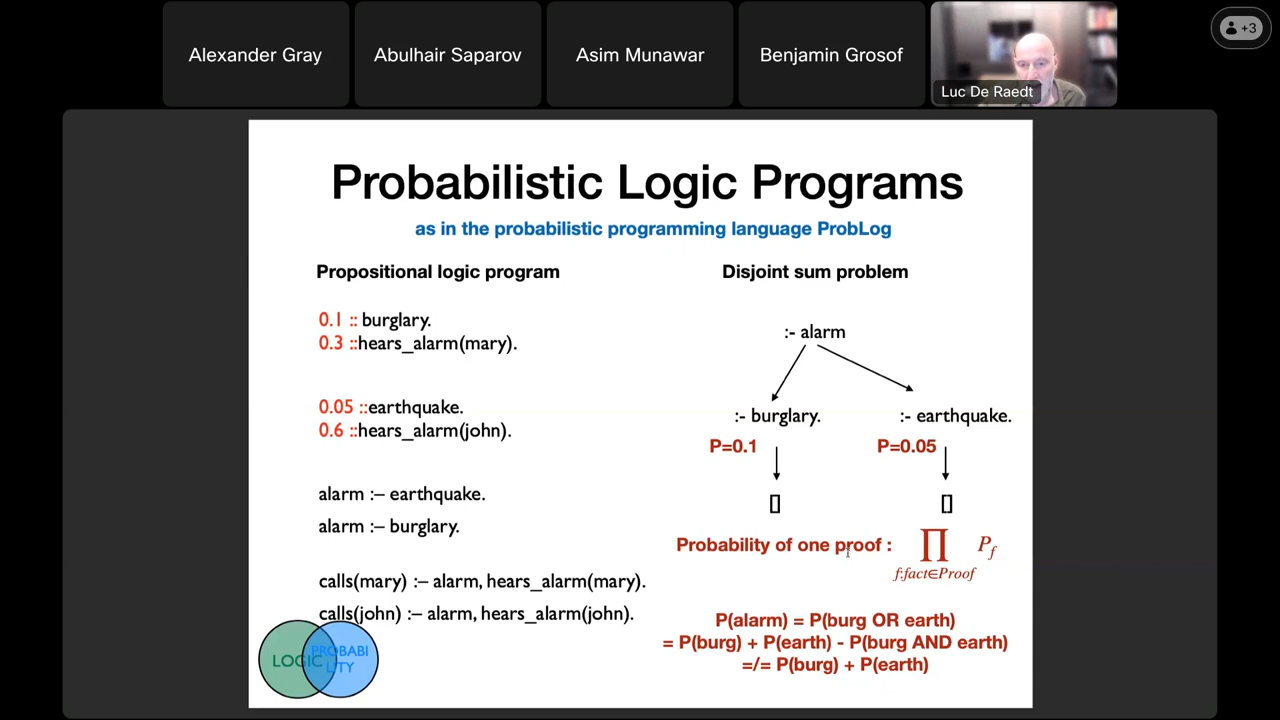 Alexander Gray
Abulhair Saparov
Asim Munawar
Benjamin Grosof
Luc De Raedt
+3
Probabilistic Logic Programs
as in the probabilistic programming language ProbLog
Propositional logic program
0.1 :: burglary.
0.3 ::hears_alarm(mary).
0.05 ::earthquake.
0.6 ::hears_alarm(john).
alarm :– earthquake.
alarm :– burglary.
calls(mary) :– alarm, hears_alarm(mary).
calls(john) :– alarm, hears_alarm(john).
LOGIC
PROBABI
LITY
Disjoint sum problem
:- alarm
:- burglary. :- earthquake.
P=0.1 P=0.05
[] []
Probability of one proof : ∏ P_f
f:fact∈Proof
P(alarm) = P(burg OR earth)
= P(burg) + P(earth) - P(burg AND earth)
=/= P(burg) + P(earth)